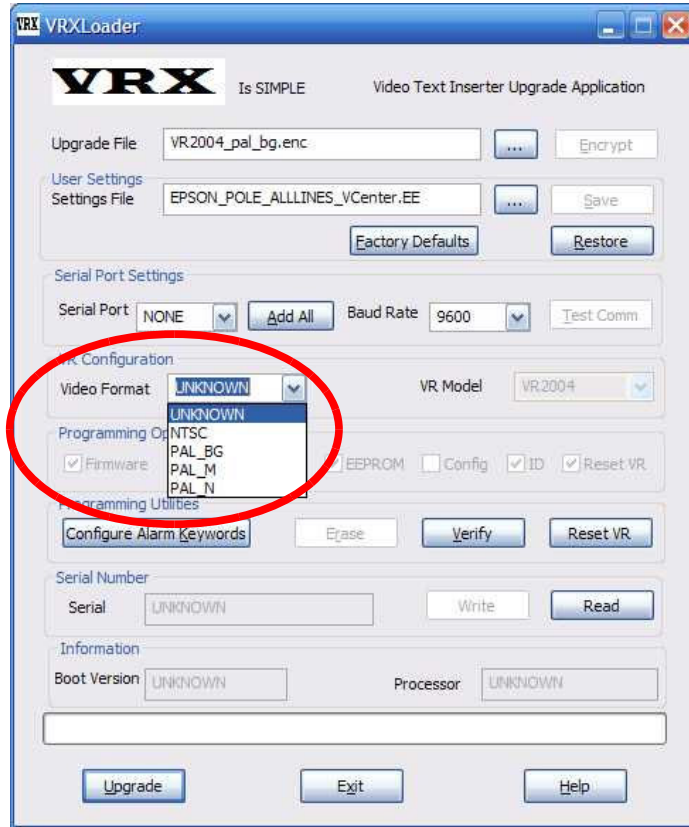 VRX VRXLoader
VRX Is SIMPLE Video Text Inserter Upgrade Application
Upgrade File VR2004_pal_bg.enc ... Encrypt
User Settings
Settings File EPSON_POLE_ALLLINES_VCenter.EE ... Save
Factory Defaults Restore
Serial Port Settings
Serial Port NONE Add All Baud Rate 9600 Test Comm
VR Configuration
Video Format UNKNOWN VR Model VR2004
UNKNOWN
NTSC
PAL_BG
PAL_M
PAL_N
Programming Op
Firmware EEPROM Config ID Reset VR
Programming Utilities
Configure Alarm Keywords Erase Verify Reset VR
Serial Number
Serial UNKNOWN Write Read
Information
Boot Version UNKNOWN Processor UNKNOWN
Upgrade Exit Help